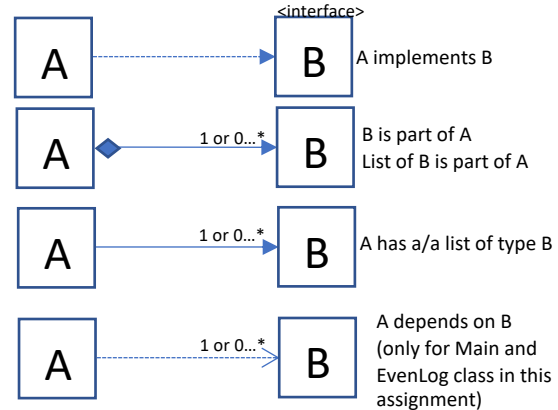 <interface>
A
B
A implements B
A
1 or 0...*
B
B is part of A
List of B is part of A
A
1 or 0...*
B
A has a/a list of type B
A
1 or 0...*
B
A depends on B
(only for Main and
EvenLog class in this
assignment)